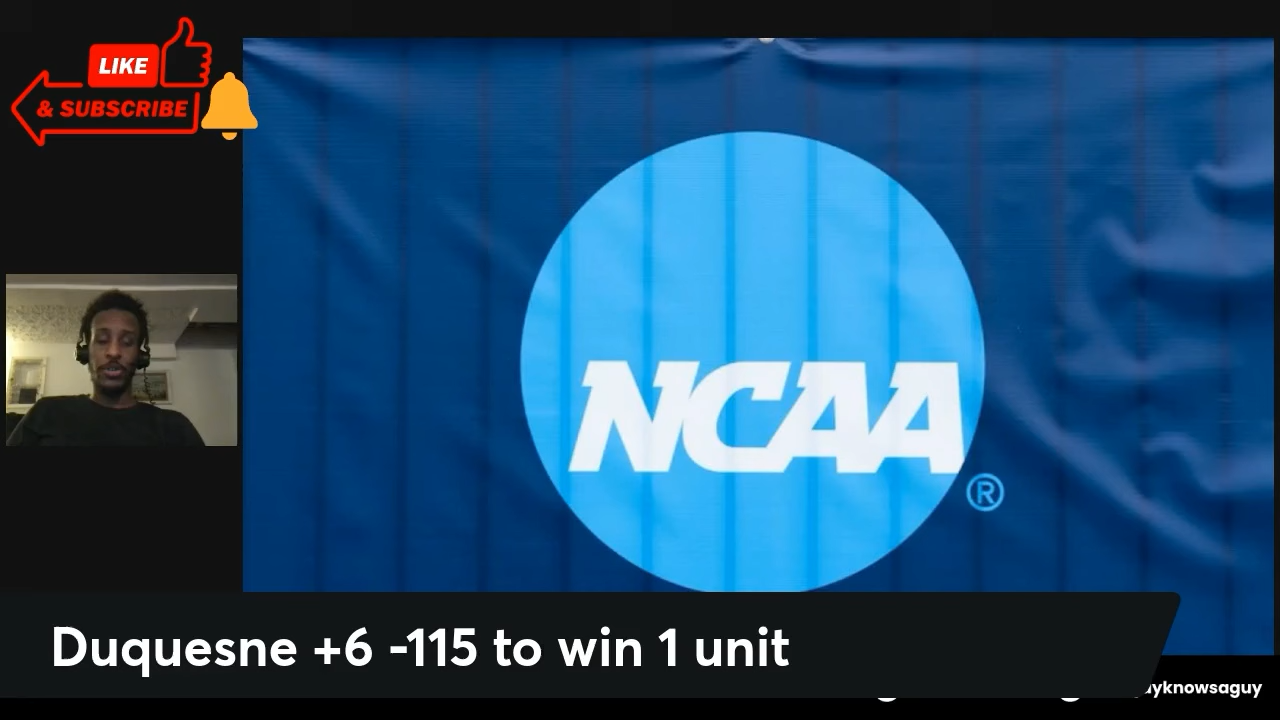 LIKE
& SUBSCRIBE
NCAA
®
Duquesne +6 -115 to win 1 unit
yknowsaguy